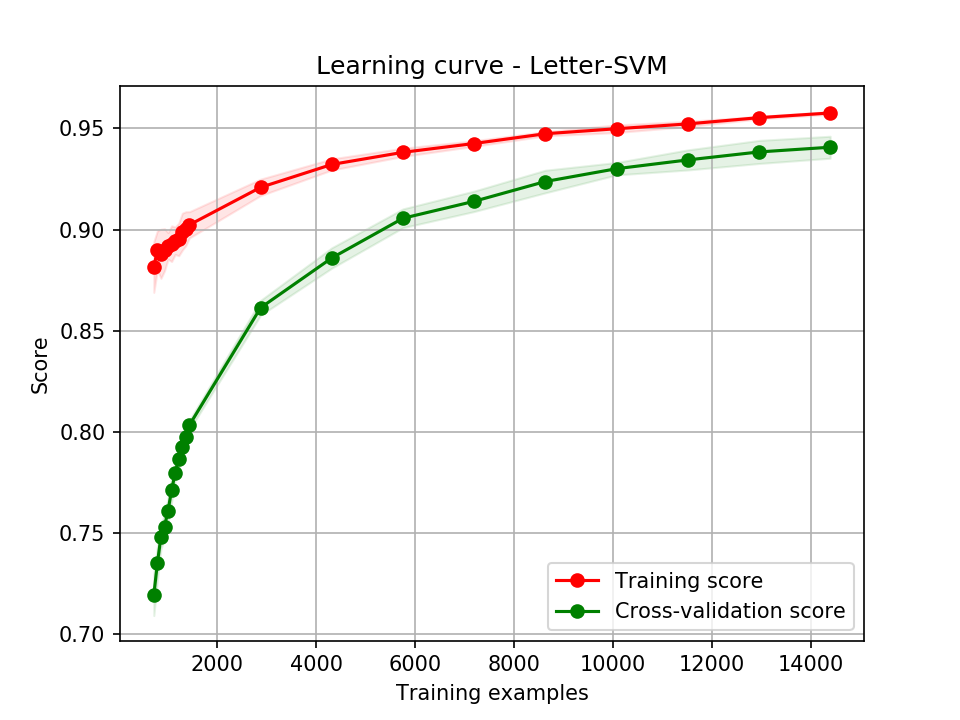 Learning curve - Letter-SVM
Score
0.95
0.90
0.85
0.80
0.75
0.70
Training score
Cross-validation score
2000 4000 6000 8000 10000 12000 14000
Training examples